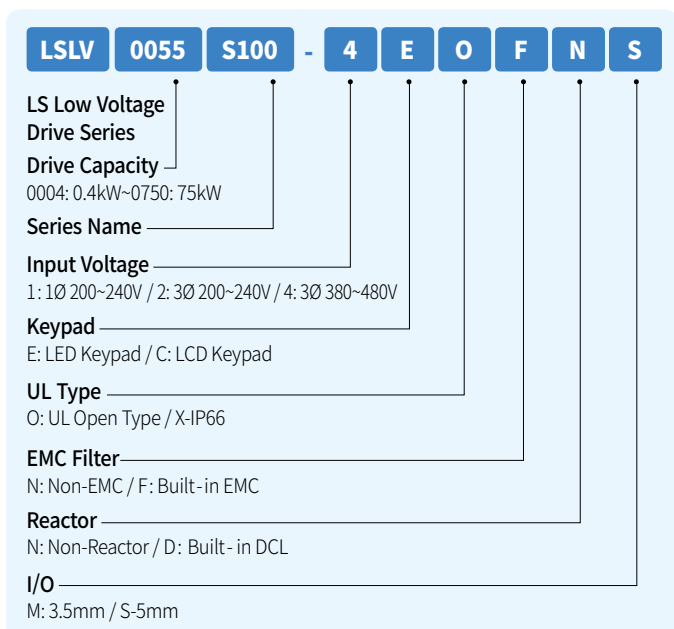 LSLV 0055 S100 - 4 E O F N S
LS Low Voltage
Drive Series
Drive Capacity
0004: 0.4kW~0750: 75kW
Series Name
Input Voltage
1: 1Ø 200~240V / 2: 3Ø 200~240V / 4: 3Ø 380~480V
Keypad
E: LED Keypad / C: LCD Keypad
UL Type
O: UL Open Type / X-IP66
EMC Filter
N: Non-EMC / F: Built-in EMC
Reactor
N: Non-Reactor / D: Built- in DCL
I/O
M: 3.5mm / S-5mm